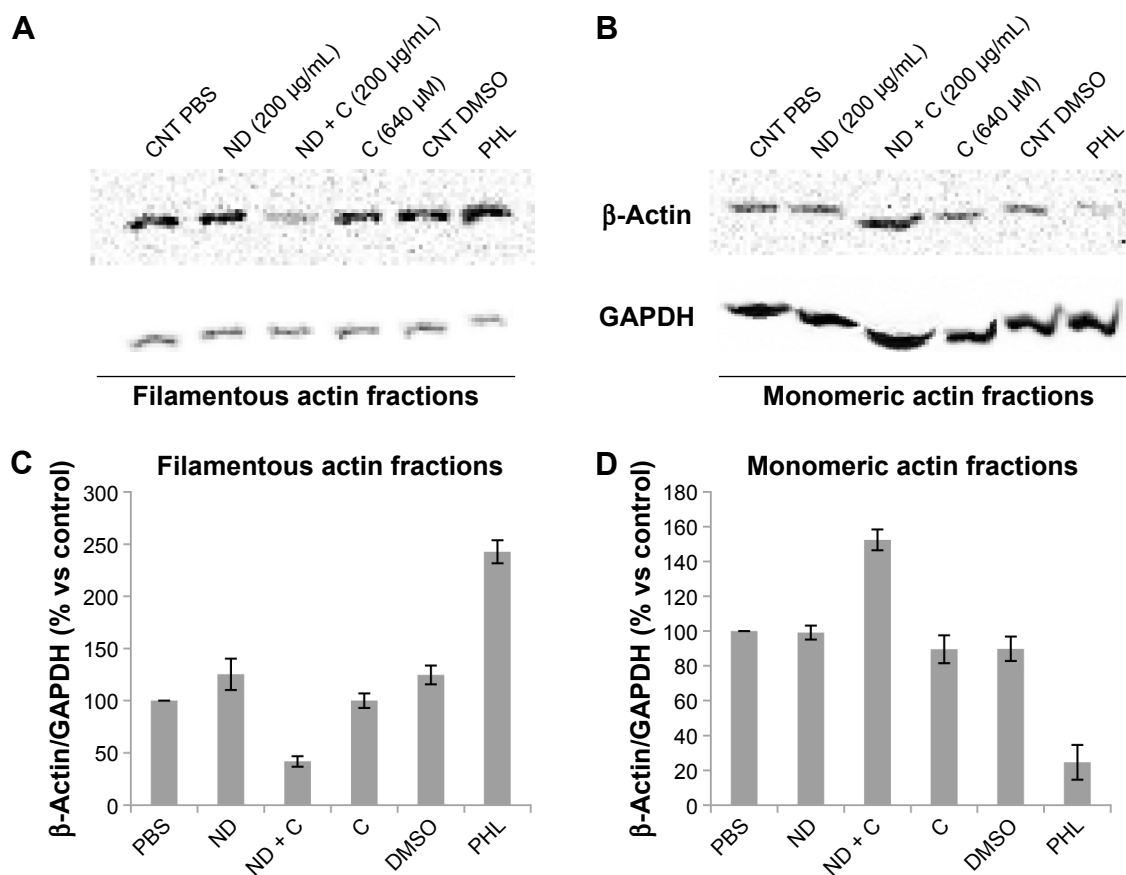 A
CNT PBS
ND (200 µg/mL)
ND + C (200 µg/mL)
C (640 µM)
CNT DMSO
PHL
Filamentous actin fractions
B
CNT PBS
ND (200 µg/mL)
ND + C (200 µg/mL)
C (640 µM)
CNT DMSO
PHL
β-Actin
GAPDH
Monomeric actin fractions
C
Filamentous actin fractions
β-Actin/GAPDH (% vs control)
300
250
200
150
100
50
0
PBS
ND
ND + C
C
DMSO
PHL
D
Monomeric actin fractions
β-Actin/GAPDH (% vs control)
180
160
140
120
100
80
60
40
20
0
PBS
ND
ND + C
C
DMSO
PHL